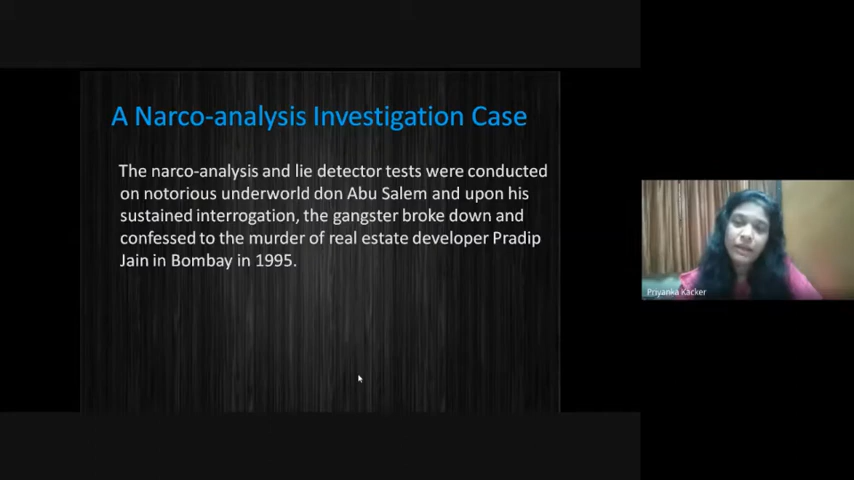 A Narco-analysis Investigation Case
The narco-analysis and lie detector tests were conducted
on notorious underworld don Abu Salem and upon his
sustained interrogation, the gangster broke down and
confessed to the murder of real estate developer Pradip
Jain in Bombay in 1995.
Priyanka Kacker